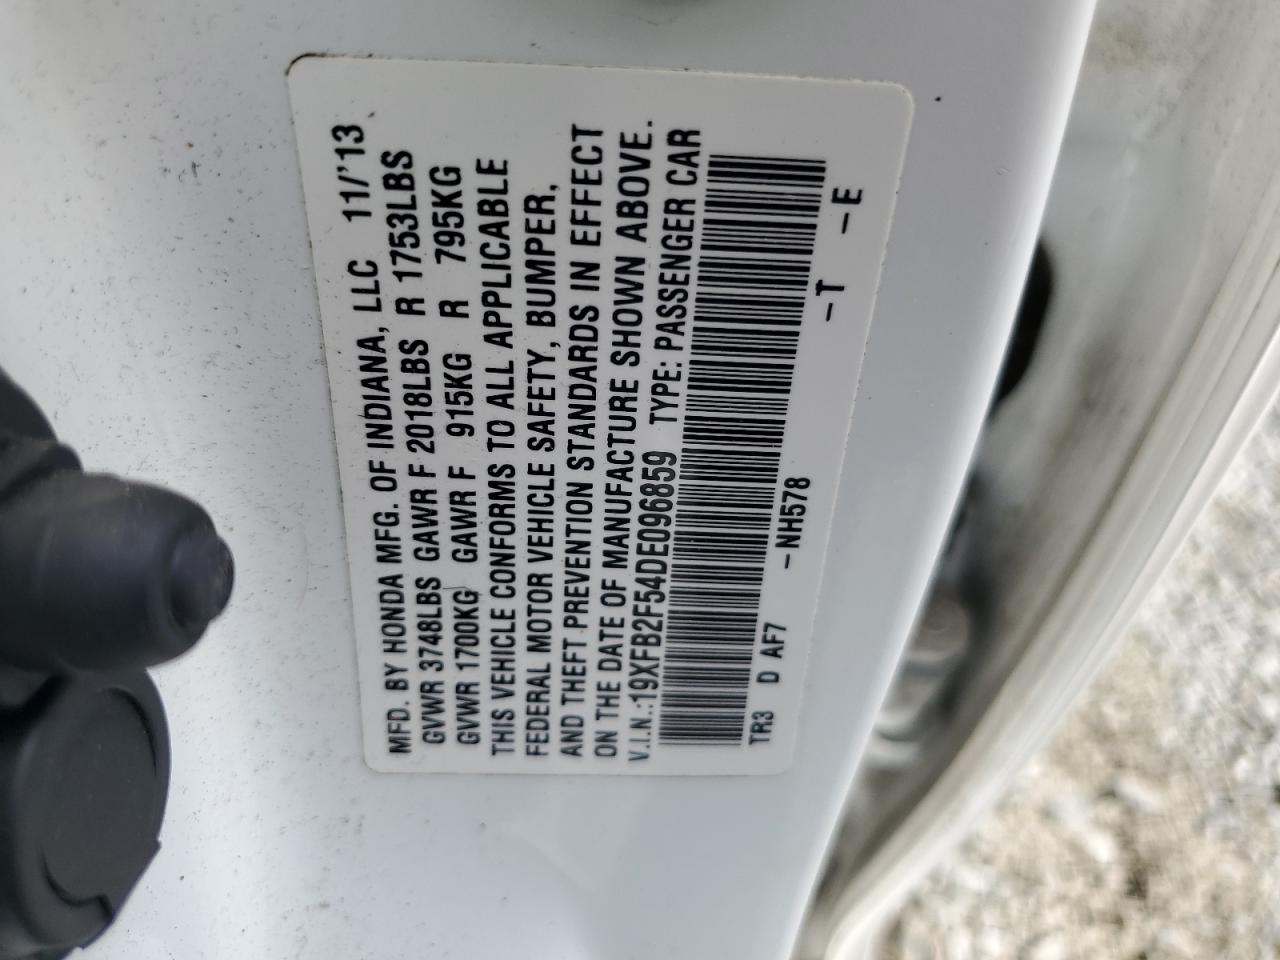 MFD. BY HONDA MFG. OF INDIANA, LLC 11/'13
GVWR 3748LBS GAWR F 2018LBS R 1753LBS
GVWR 1700KG GAWR F 915KG R 795KG
THIS VEHICLE CONFORMS TO ALL APPLICABLE
FEDERAL MOTOR VEHICLE SAFETY, BUMPER,
AND THEFT PREVENTION STANDARDS IN EFFECT
ON THE DATE OF MANUFACTURE SHOWN ABOVE.
V.I.N.:19XFB2F54DE096859 TYPE: PASSENGER CAR
TR3 D AF7 -NH578 -T -E